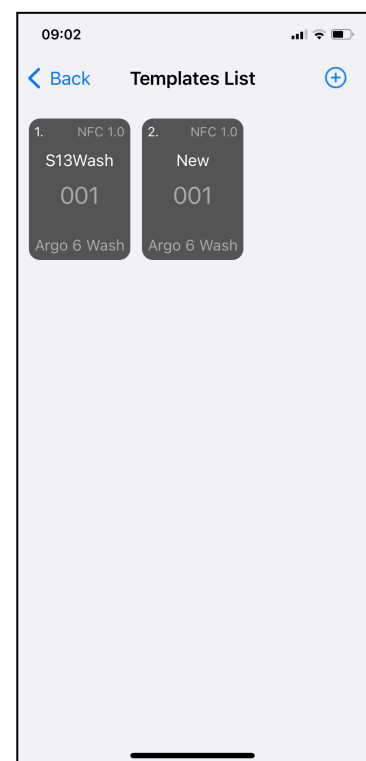 09:02
Back Templates List
1. NFC 1.0
S13Wash
001
Argo 6 Wash
2. NFC 1.0
New
001
Argo 6 Wash